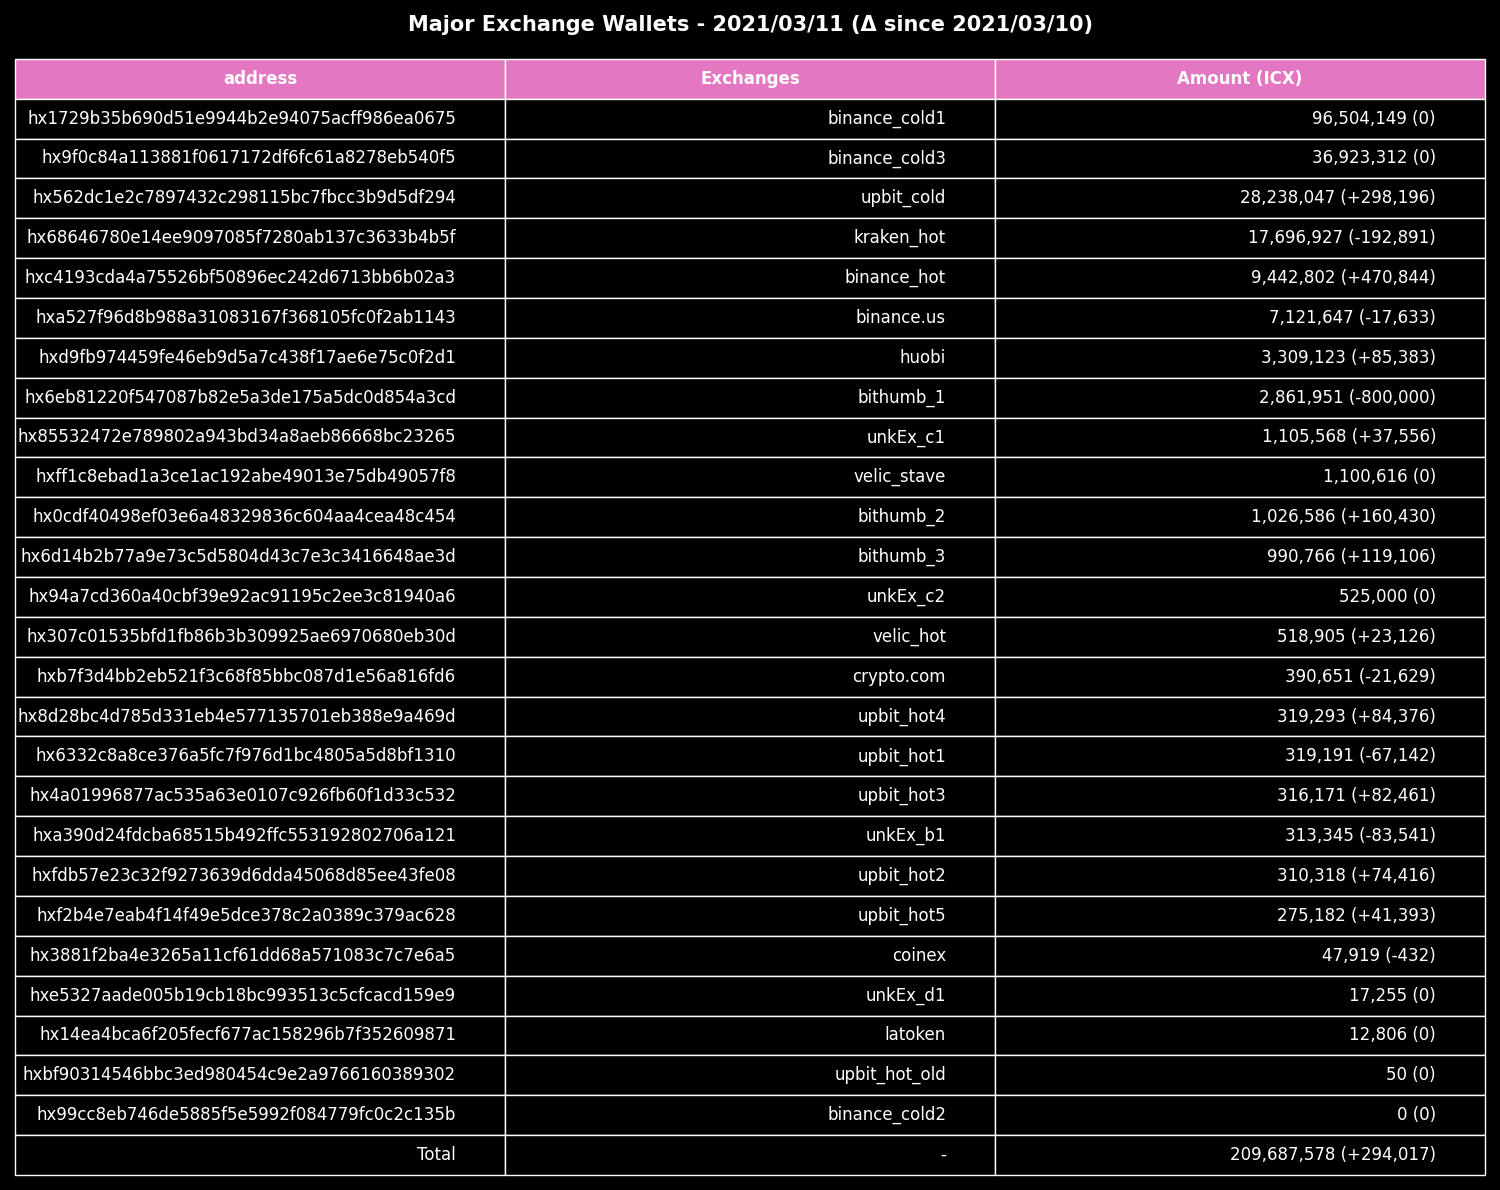 Major Exchange Wallets - 2021/03/11 (Δ since 2021/03/10)
address Exchanges Amount (ICX)
hx1729b35b690d51e9944b2e94075acff986ea0675 binance_cold1 96,504,149 (0)
hx9f0c84a113881f0617172df6fc61a8278eb540f5 binance_cold3 36,923,312 (0)
hx562dc1e2c7897432c298115bc7fbcc3b9d5df294 upbit_cold 28,238,047 (+298,196)
hx68646780e14ee9097085f7280ab137c3633b4b5f kraken_hot 17,696,927 (-192,891)
hxc4193cda4a75526bf50896ec242d6713bb6b02a3 binance_hot 9,442,802 (+470,844)
hxa527f96d8b988a31083167f368105fc0f2ab1143 binance.us 7,121,647 (-17,633)
hxd9fb974459fe46eb9d5a7c438f17ae6e75c0f2d1 huobi 3,309,123 (+85,383)
hx6eb81220f547087b82e5a3de175a5dc0d854a3cd bithumb_1 2,861,951 (-800,000)
hx85532472e789802a943bd34a8aeb86668bc23265 unkEx_c1 1,105,568 (+37,556)
hxff1c8ebad1a3ce1ac192abe49013e75db49057f8 velic_stave 1,100,616 (0)
hx0cdf40498ef03e6a48329836c604aa4cea48c454 bithumb_2 1,026,586 (+160,430)
hx6d14b2b77a9e73c5d5804d43c7e3c3416648ae3d bithumb_3 990,766 (+119,106)
hx94a7cd360a40cbf39e92ac91195c2ee3c81940a6 unkEx_c2 525,000 (0)
hx307c01535bfd1fb86b3b309925ae6970680eb30d velic_hot 518,905 (+23,126)
hxb7f3d4bb2eb521f3c68f85bbc087d1e56a816fd6 crypto.com 390,651 (-21,629)
hx8d28bc4d785d331eb4e577135701eb388e9a469d upbit_hot4 319,293 (+84,376)
hx6332c8a8ce376a5fc7f976d1bc4805a5d8bf1310 upbit_hot1 319,191 (-67,142)
hx4a01996877ac535a63e0107c926fb60f1d33c532 upbit_hot3 316,171 (+82,461)
hxa390d24fdcba68515b492ffc553192802706a121 unkEx_b1 313,345 (-83,541)
hxfdb57e23c32f9273639d6dda45068d85ee43fe08 upbit_hot2 310,318 (+74,416)
hxf2b4e7eab4f14f49e5dce378c2a0389c379ac628 upbit_hot5 275,182 (+41,393)
hx3881f2ba4e3265a11cf61dd68a571083c7c7e6a5 coinex 47,919 (-432)
hxe5327aade005b19cb18bc993513c5cfcacd159e9 unkEx_d1 17,255 (0)
hx14ea4bca6f205fecf677ac158296b7f352609871 latoken 12,806 (0)
hxbf90314546bbc3ed980454c9e2a9766160389302 upbit_hot_old 50 (0)
hx99cc8eb746de5885f5e5992f084779fc0c2c135b binance_cold2 0 (0)
Total - 209,687,578 (+294,017)